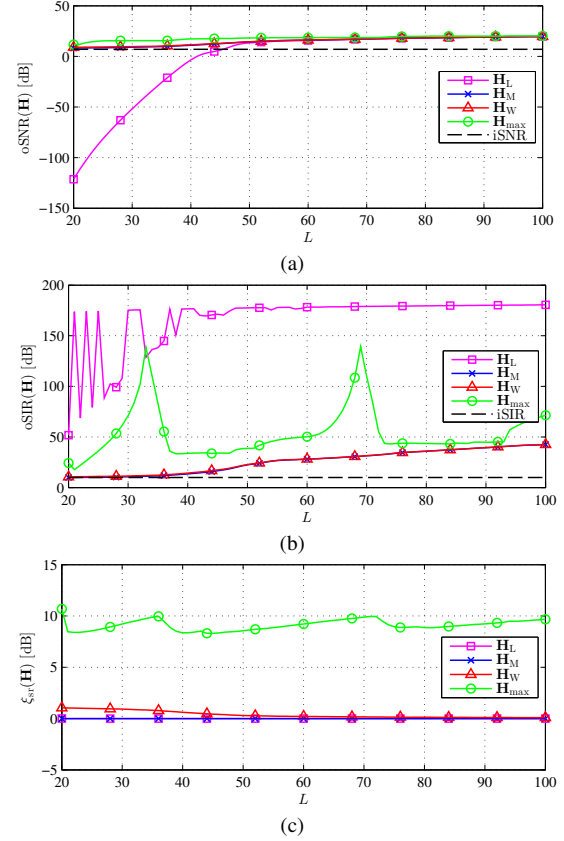 50
0
−50
−100
−150
oSNR(H) [dB]
H_L
H_M
H_W
H_max
iSNR
20 30 40 50 60 70 80 90 100
L
(a)
200
150
100
50
0
oSIR(H) [dB]
H_L
H_M
H_W
H_max
iSIR
20 30 40 50 60 70 80 90 100
L
(b)
15
10
5
0
−5
ξ_sr(H) [dB]
H_L
H_M
H_W
H_max
20 30 40 50 60 70 80 90 100
L
(c)